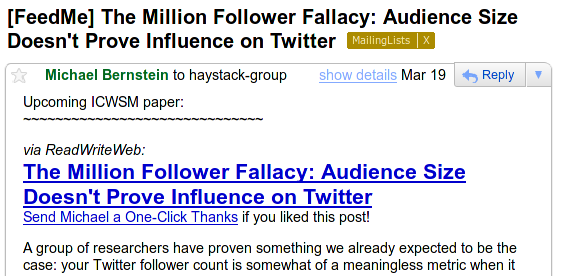 [FeedMe] The Million Follower Fallacy: Audience Size
Doesn't Prove Influence on Twitter MailingLists | X
Michael Bernstein to haystack-group show details Mar 19 Reply
Upcoming ICWSM paper:
~~~~~~~~~~~~~~~~~~~~~~~~~~~~~~
via ReadWriteWeb:
The Million Follower Fallacy: Audience Size
Doesn't Prove Influence on Twitter
Send Michael a One-Click Thanks if you liked this post!
A group of researchers have proven something we already expected to be the
case: your Twitter follower count is somewhat of a meaningless metric when it